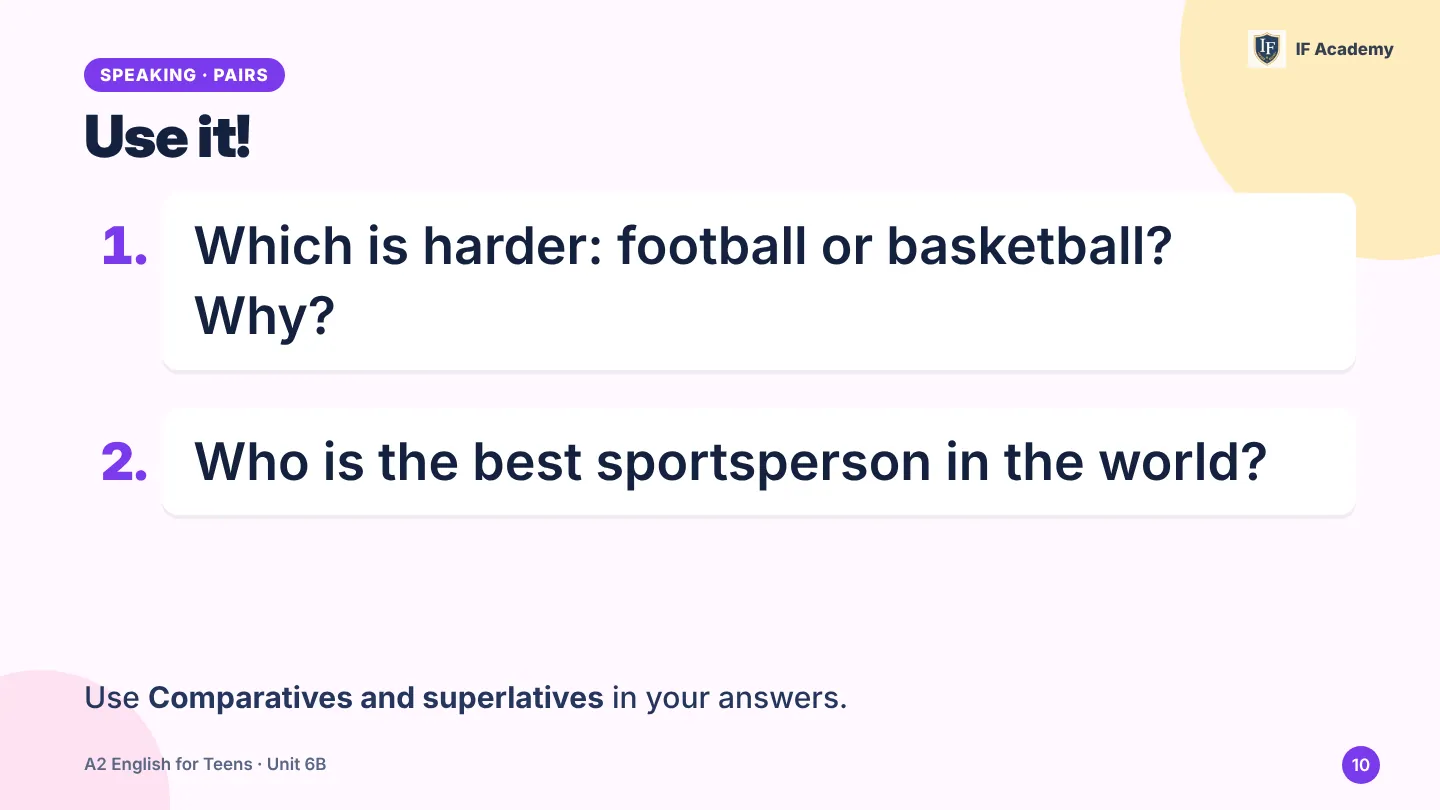 IF
IF Academy
SPEAKING · PAIRS
Use it!
1.
Which is harder: football or basketball?
Why?
2.
Who is the best sportsperson in the world?
Use Comparatives and superlatives in your answers.
A2 English for Teens · Unit 6B
10